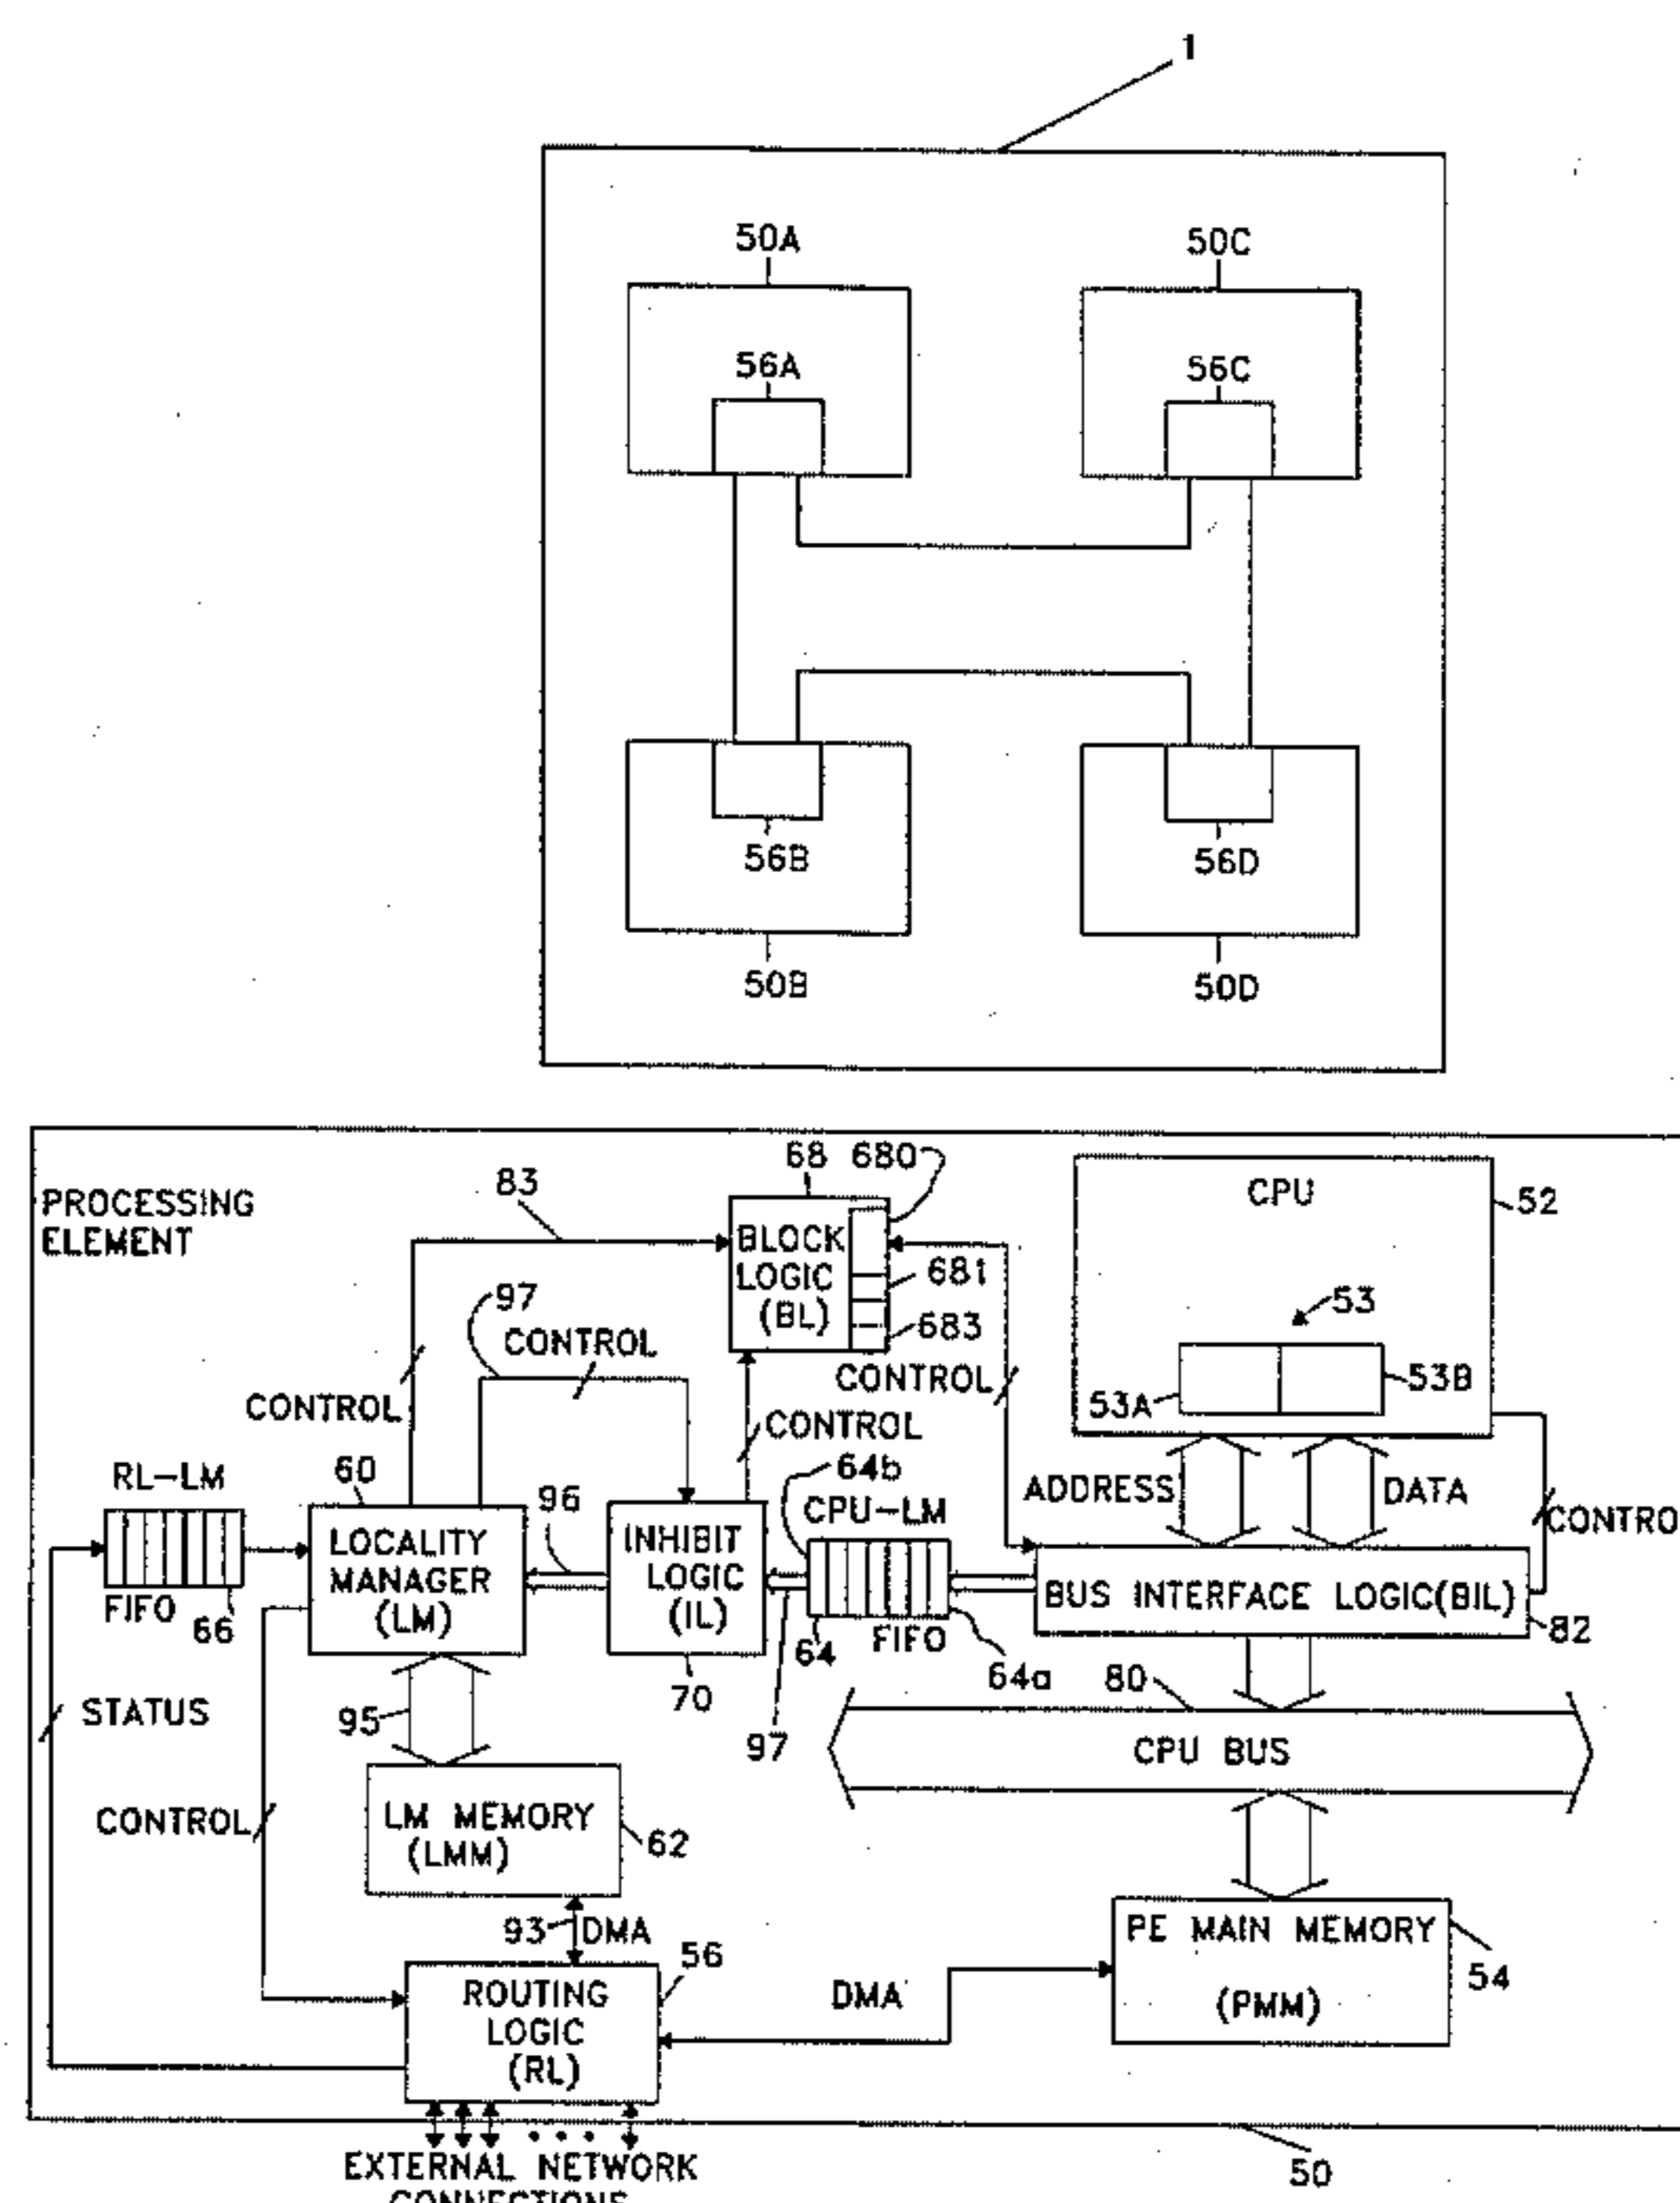 1
50A
50C
56A
56C
56B
56D
50B
50D
PROCESSING
ELEMENT
83
68
680
CPU
52
BLOCK
LOGIC
(BL)
681
683
97
CONTROL
53
53A
53B
CONTROL
CONTROL
CONTROL
RL-LM
60
96
64b
CPU-LM
ADDRESS
DATA
CONTRO
LOCALITY
MANAGER
(LM)
INHIBIT
LOGIC
(IL)
BUS INTERFACE LOGIC(BIL)
FIFO
66
64
FIFO
82
70
64a
80
STATUS
95
97
CPU BUS
CONTROL
LM MEMORY
(LMM)
62
93
DMA
56
PE MAIN MEMORY
(PMM)
54
ROUTING
LOGIC
(RL)
DMA
EXTERNAL NETWORK
CONNECTIONS
50